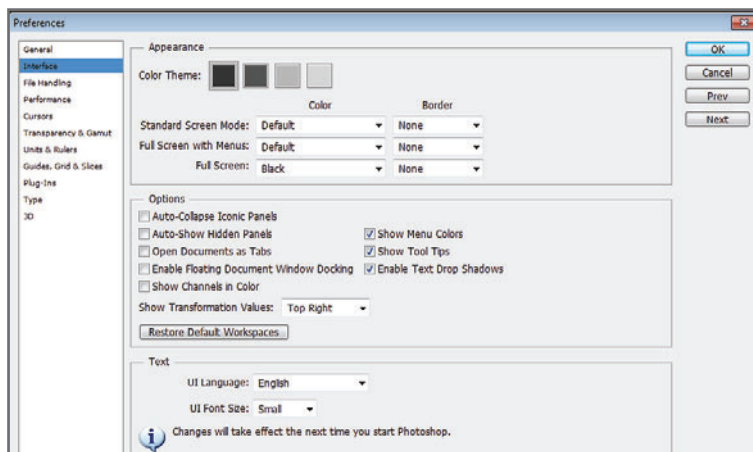 Preferences
General
Interface
File Handling
Performance
Cursors
Transparency & Gamut
Units & Rulers
Guides, Grid & Slices
Plug-Ins
Type
3D
Appearance
Color Theme:
Color Border
Standard Screen Mode: Default None
Full Screen with Menus: Default None
Full Screen: Black None
Options
Auto-Collapse Iconic Panels
Auto-Show Hidden Panels Show Menu Colors
Open Documents as Tabs Show Tool Tips
Enable Floating Document Window Docking Enable Text Drop Shadows
Show Channels in Color
Show Transformation Values: Top Right
Restore Default Workspaces
Text
UI Language: English
UI Font Size: Small
Changes will take effect the next time you start Photoshop.
OK
Cancel
Prev
Next